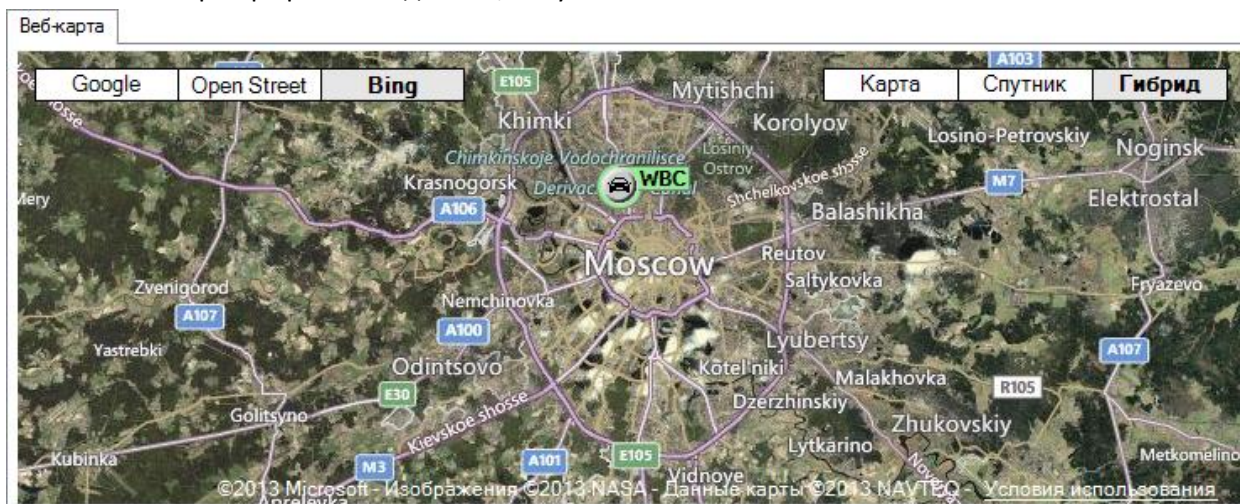 Веб-карта
Google Open Street Bing
Карта Спутник Гибрид
A103
E105
Mytishchi
Khimki
Korolyov
Losino-Petrovskiy
Noginsk
Chimkinskoje Vodochranilisce
Losiniy
Ostrov
Krasnogorsk
WBC
Shchelkovskoe shosse
M7
Elektrostal
Mery
A106
Balashikha
Moscow
Reutov
Saltykovka
Zvenigorod
Nemchinovka
Fryazevo
A107
A100
Yastrebki
Lyubertsy
A107
Odintsovo
Kotel'niki
Malakhovka
E30
R105
Golitsyno
Kievskoe shosse
Dzerzhinskiy
Zhukovskiy
Kubinka
Lytkarino
Metkomelino
M3
A101
E105
Vidnoye
©2013 Microsoft - Изображения ©2013 NASA - Данные карты ©2013 NAVTEQ - Условия использования